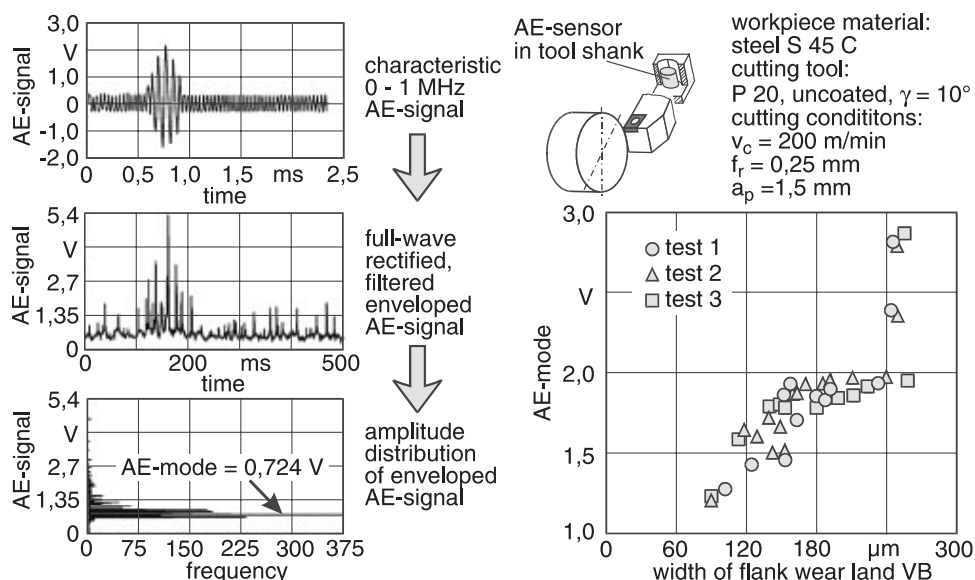 3,0
V
1,0
0
-1,0
-2,0
AE-signal
0
0,5
1,0
1,5
ms
2,5
time
characteristic
0 - 1 MHz
AE-signal
5,4
V
2,7
1,35
0
AE-signal
0
ms
200
300
500
time
full-wave
rectified,
filtered
enveloped
AE-signal
5,4
V
2,7
1,35
0
AE-signal
AE-mode = 0,724 V
0
75
150
225
300
375
frequency
amplitude
distribution
of enveloped
AE-signal
AE-sensor
in tool shank
workpiece material:
steel S 45 C
cutting tool:
P 20, uncoated, γ = 10°
cutting condititons:
vc = 200 m/min
fr = 0,25 mm
ap =1,5 mm
3,0
V
2,0
1,5
1,0
AE-mode
test 1
test 2
test 3
0
60
120
180
µm
300
width of flank wear land VB